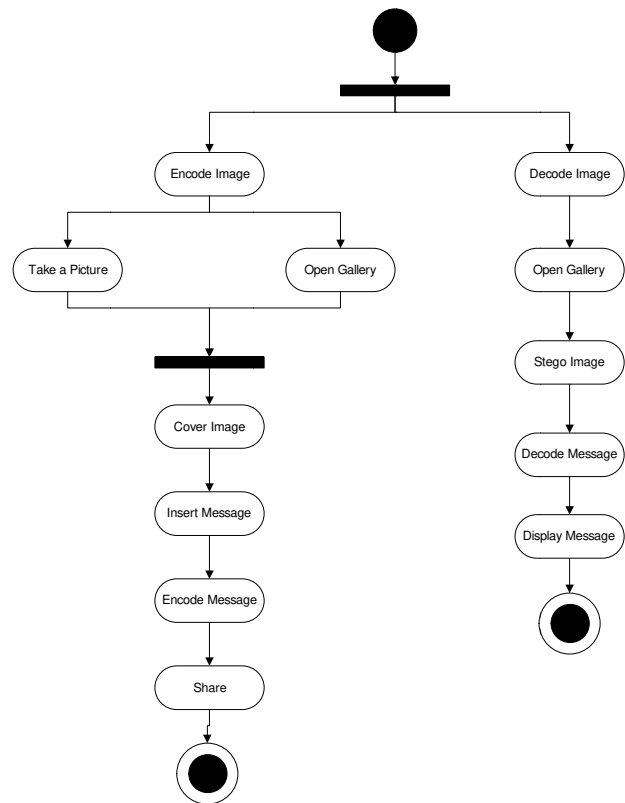 Encode Image
Decode Image
Take a Picture
Open Gallery
Open Gallery
Stego Image
Cover Image
Decode Message
Insert Message
Display Message
Encode Message
Share